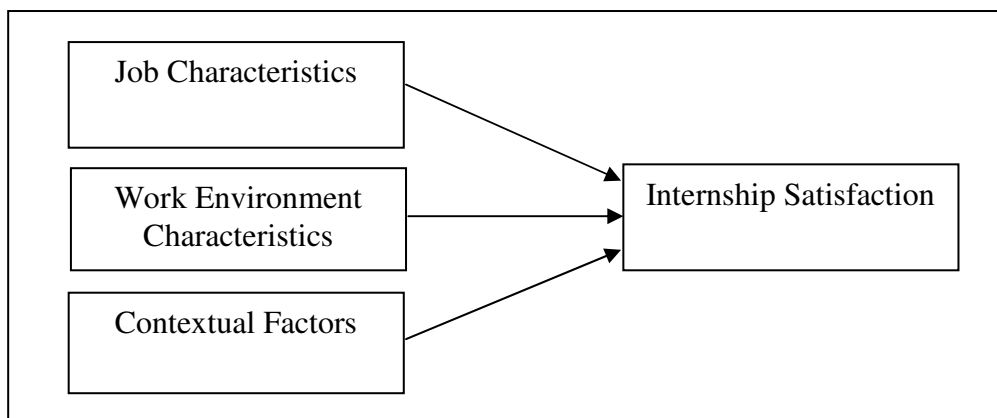 Job Characteristics
Work Environment
Characteristics
Contextual Factors
Internship Satisfaction